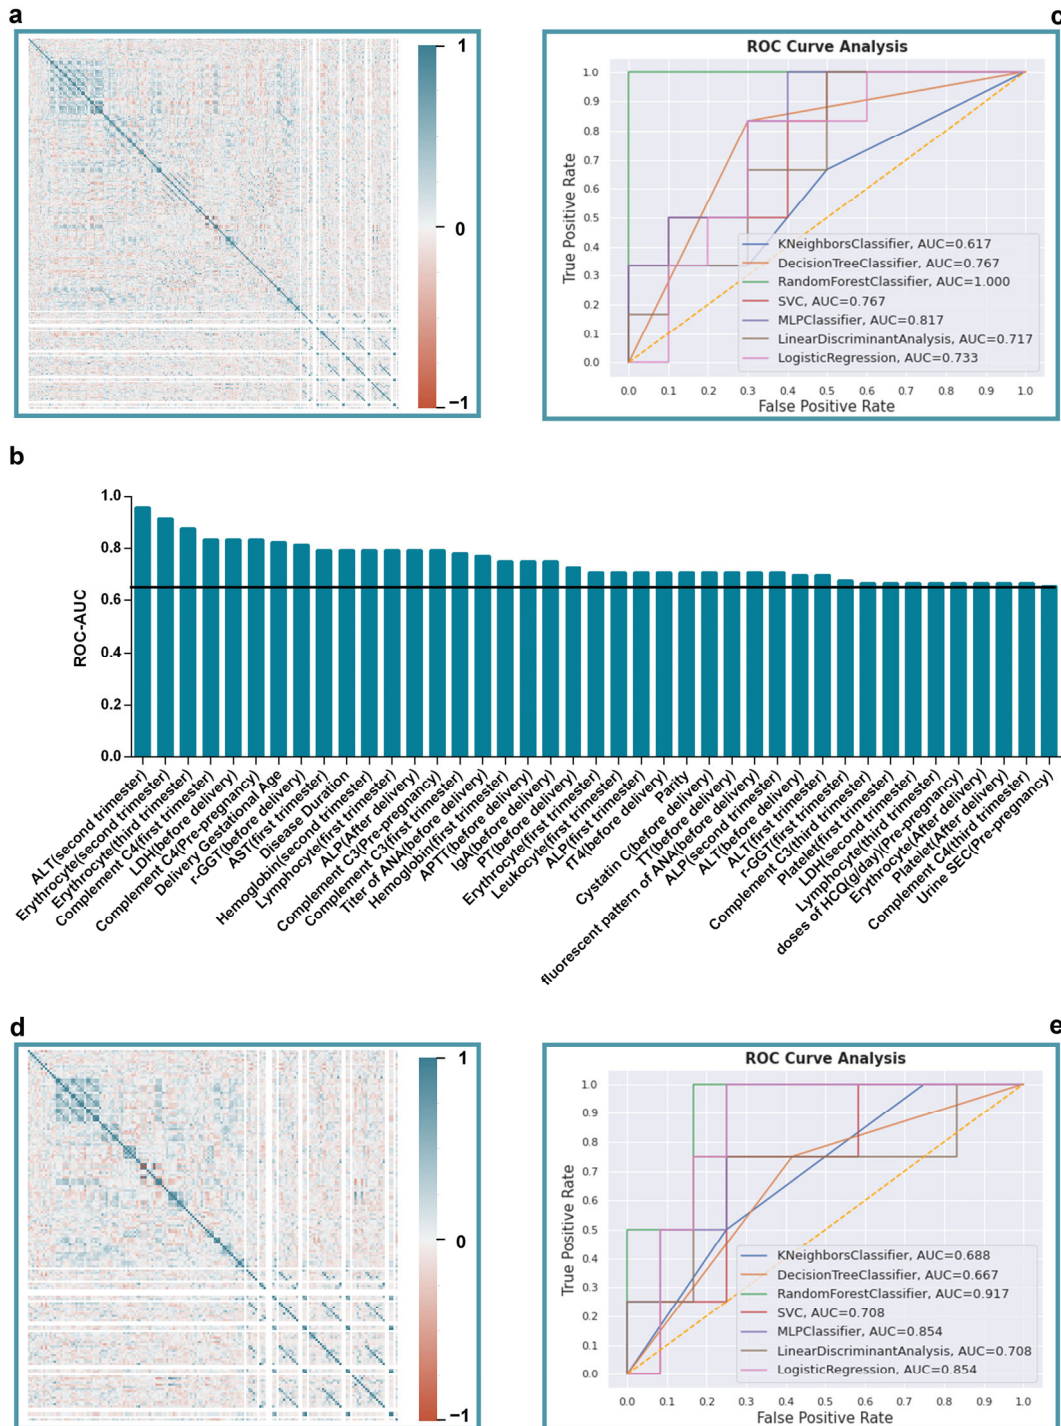 a
1
0
−1
c
ROC Curve Analysis
True Positive Rate
1.0
0.9
0.8
0.7
0.6
0.5
0.4
0.3
0.2
0.1
0.0
KNeighborsClassifier, AUC=0.617
DecisionTreeClassifier, AUC=0.767
RandomForestClassifier, AUC=1.000
SVC, AUC=0.767
MLPClassifier, AUC=0.817
LinearDiscriminantAnalysis, AUC=0.717
LogisticRegression, AUC=0.733
0.0 0.1 0.2 0.3 0.4 0.5 0.6 0.7 0.8 0.9 1.0
False Positive Rate
b
ROC-AUC
1.0
0.8
0.6
0.4
0.2
0.0
ALT(second trimester)
Erythrocyte(second trimester)
Erythrocyte(third trimester)
Complement C4(first trimester)
LDH(before delivery)
Complement C4(Pre-pregnancy)
Delivery Gestational Age
r-GGT(before delivery)
AST(first trimester)
Disease Duration
Hemoglobin(second trimester)
Lymphocyte(first trimester)
ALP(After delivery)
Complement C3(Pre-pregnancy)
Complement C3(first trimester)
Titer of ANA(before delivery)
Hemoglobin(first trimester)
APTT(before delivery)
IgA(before delivery)
PT(before delivery)
Erythrocyte(first trimester)
Leukocyte(first trimester)
ALP(first trimester)
fT4(before delivery)
Parity
Cystatin C(before delivery)
TT(before delivery)
fluorescent pattern of ANA(before delivery)
ALP(second trimester)
ALT(before delivery)
ALT(first trimester)
r-GGT(first trimester)
Complement C3(third trimester)
Platelet(first trimester)
LDH(second trimester)
Lymphocyte(third trimester)
doses of HCQ(g/day)(Pre-pregnancy)
Erythrocyte(After delivery)
Platelet(After delivery)
Complement C4(third trimester)
Urine SEC(Pre-pregnancy)
d
1
0
−1
e
ROC Curve Analysis
True Positive Rate
1.0
0.9
0.8
0.7
0.6
0.5
0.4
0.3
0.2
0.1
0.0
KNeighborsClassifier, AUC=0.688
DecisionTreeClassifier, AUC=0.667
RandomForestClassifier, AUC=0.917
SVC, AUC=0.708
MLPClassifier, AUC=0.854
LinearDiscriminantAnalysis, AUC=0.708
LogisticRegression, AUC=0.854
0.0 0.1 0.2 0.3 0.4 0.5 0.6 0.7 0.8 0.9 1.0
False Positive Rate